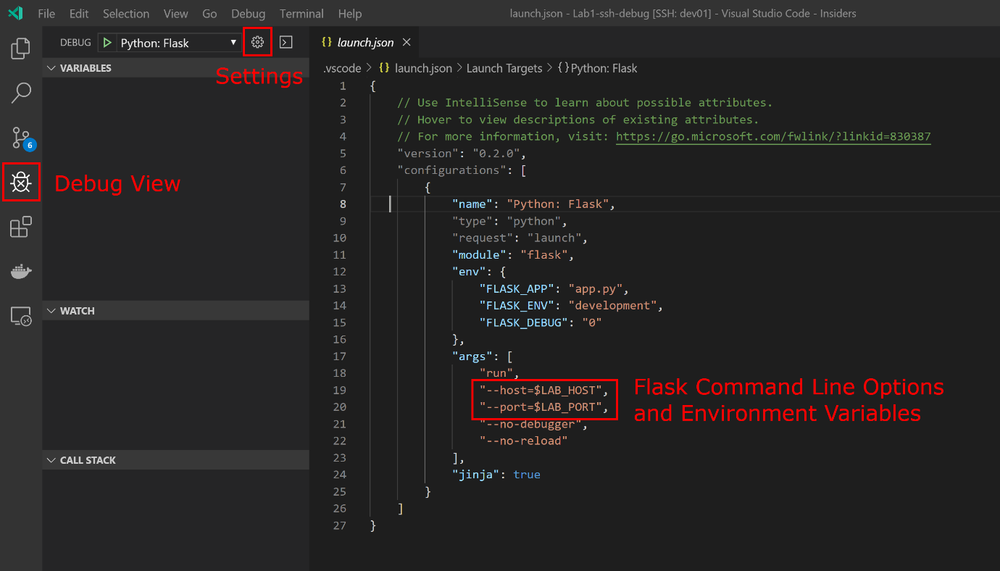 File Edit Selection View Go Debug Terminal Help
launch.json - Lab1-ssh-debug [SSH: dev01] - Visual Studio Code - Insiders
DEBUG Python: Flask
Settings
VARIABLES
6
Debug View
WATCH
CALL STACK
{} launch.json
.vscode > {} launch.json > Launch Targets > {} Python: Flask
1 {
2 // Use IntelliSense to learn about possible attributes.
3 // Hover to view descriptions of existing attributes.
4 // For more information, visit: https://go.microsoft.com/fwlink/?linkid=830387
5 "version": "0.2.0",
6 "configurations": [
7 {
8 "name": "Python: Flask",
9 "type": "python",
10 "request": "launch",
11 "module": "flask",
12 "env": {
13 "FLASK_APP": "app.py",
14 "FLASK_ENV": "development",
15 "FLASK_DEBUG": "0"
16 },
17 "args": [
18 "run",
19 "--host=$LAB_HOST",
20 "--port=$LAB_PORT",
21 "--no-debugger",
22 "--no-reload"
23 ],
24 "jinja": true
25 }
26 ]
27 }
Flask Command Line Options
and Environment Variables